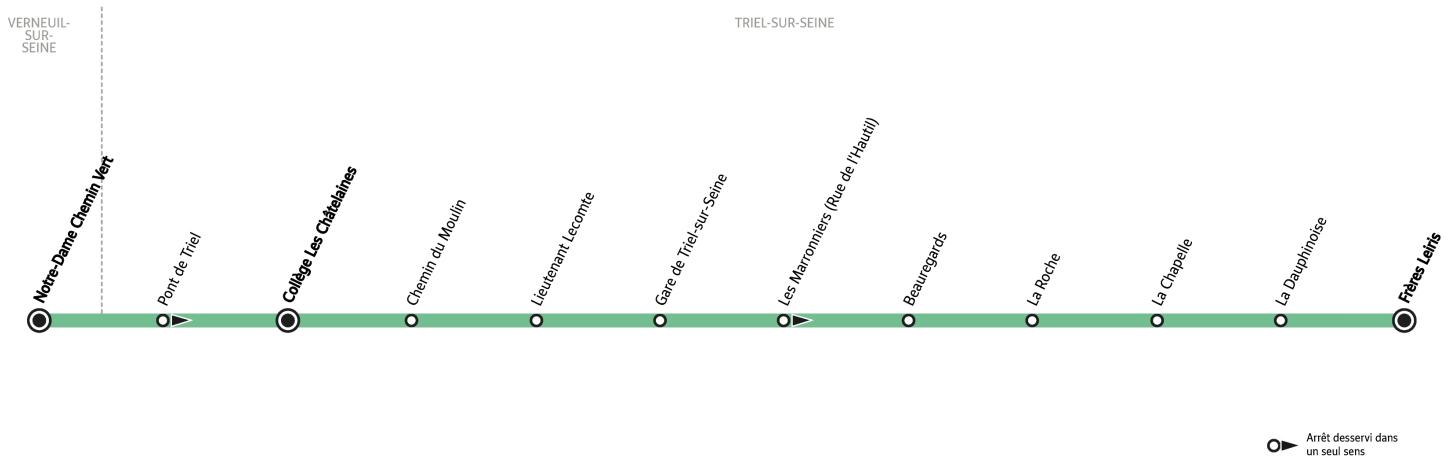 VERNEUIL-
SUR-
SEINE
TRIEL-SUR-SEINE
Notre-Dame Chemin Vert
Pont de Triel
Collège Les Châtelaines
Chemin du Moulin
Lieutenant Lecomte
Gare de Triel-sur-Seine
Les Marronniers (Rue de l'Hautil)
Beauregards
La Roche
La Chapelle
La Dauphinoise
Frères Leiris
Arrêt desservi dans
un seul sens